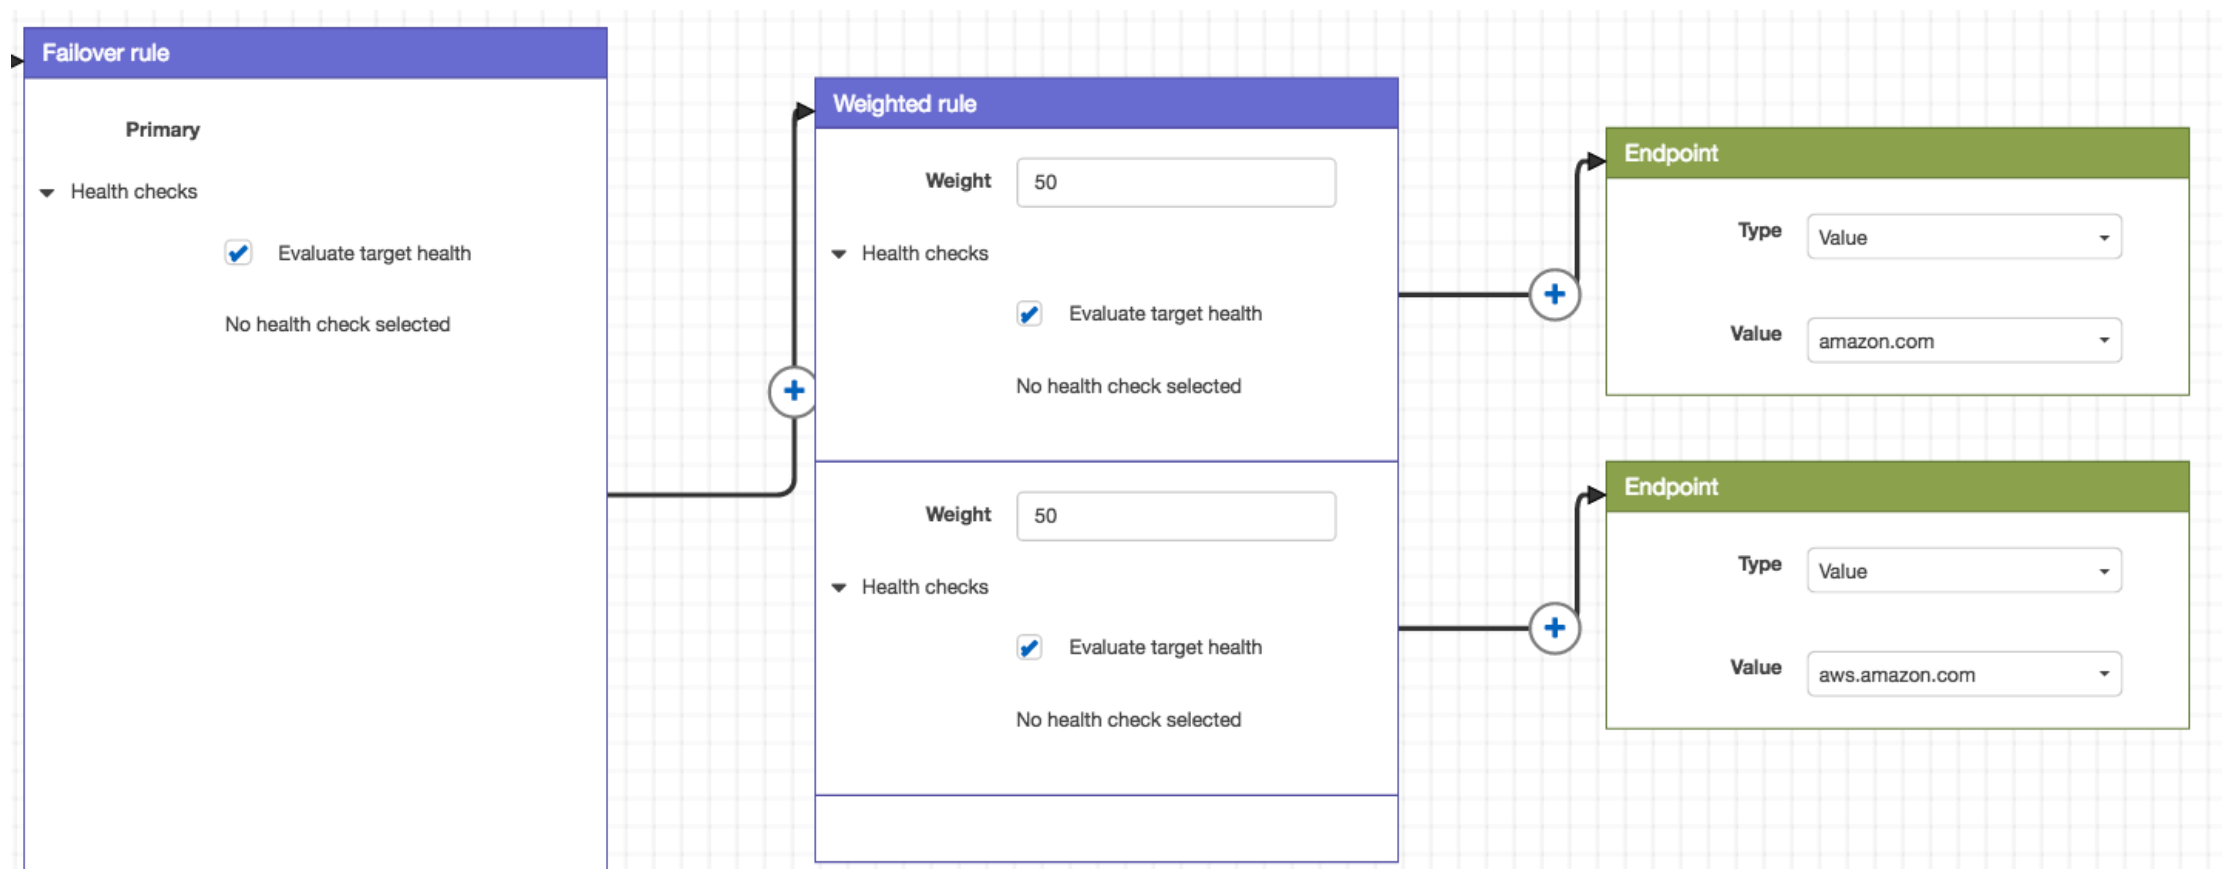 Failover rule
Primary
Health checks
Evaluate target health
No health check selected
Weighted rule
Weight 50
Health checks
Evaluate target health
No health check selected
Weight 50
Health checks
Evaluate target health
No health check selected
Endpoint
Type Value
Value amazon.com
Endpoint
Type Value
Value aws.amazon.com